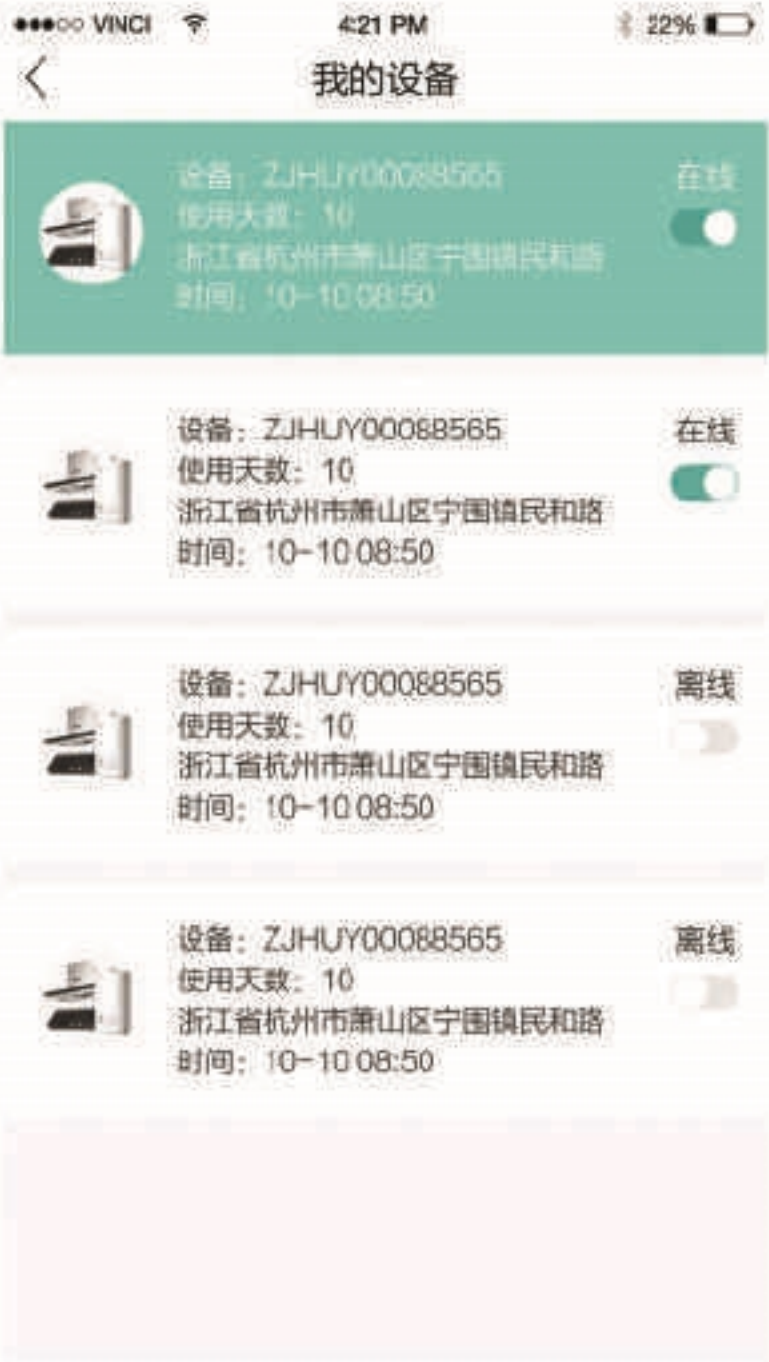 VINCI 4:21 PM 22%
我的设备
设备：ZJHUY00088565 在线
使用天数：10
浙江省杭州市萧山区宁围镇民和路
时间：10-10 08:50
设备：ZJHUY00088565 在线
使用天数：10
浙江省杭州市萧山区宁围镇民和路
时间：10-10 08:50
设备：ZJHUY00088565 离线
使用天数：10
浙江省杭州市萧山区宁围镇民和路
时间：10-10 08:50
设备：ZJHUY00088565 离线
使用天数：10
浙江省杭州市萧山区宁围镇民和路
时间：10-10 08:50